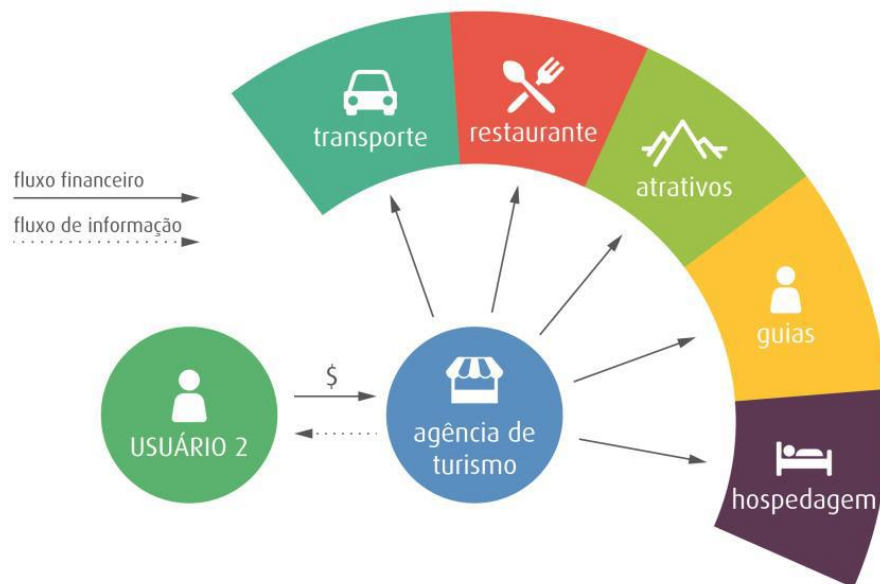 transporte
restaurante
atrativos
fluxo financeiro
fluxo de informação
guias
$
USUÁRIO 2
agência de
turismo
hospedagem